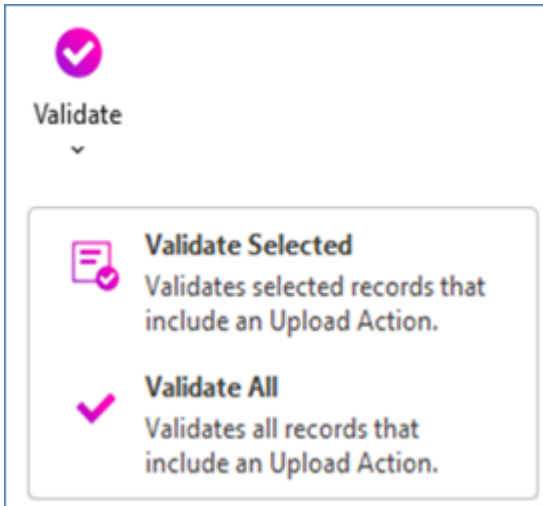 Validate
Validate Selected
Validates selected records that
include an Upload Action.
Validate All
Validates all records that
include an Upload Action.